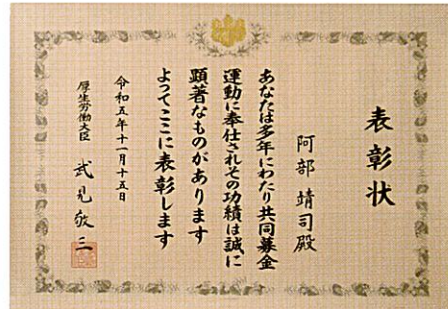 表彰状
阿部靖司殿
あなたは多年にわたり共同募金
運動に奉仕されその功績は誠に
顕著なものがあります
よってここに表彰します
令和五年十一月十五日
厚生労働大臣 武見敬三